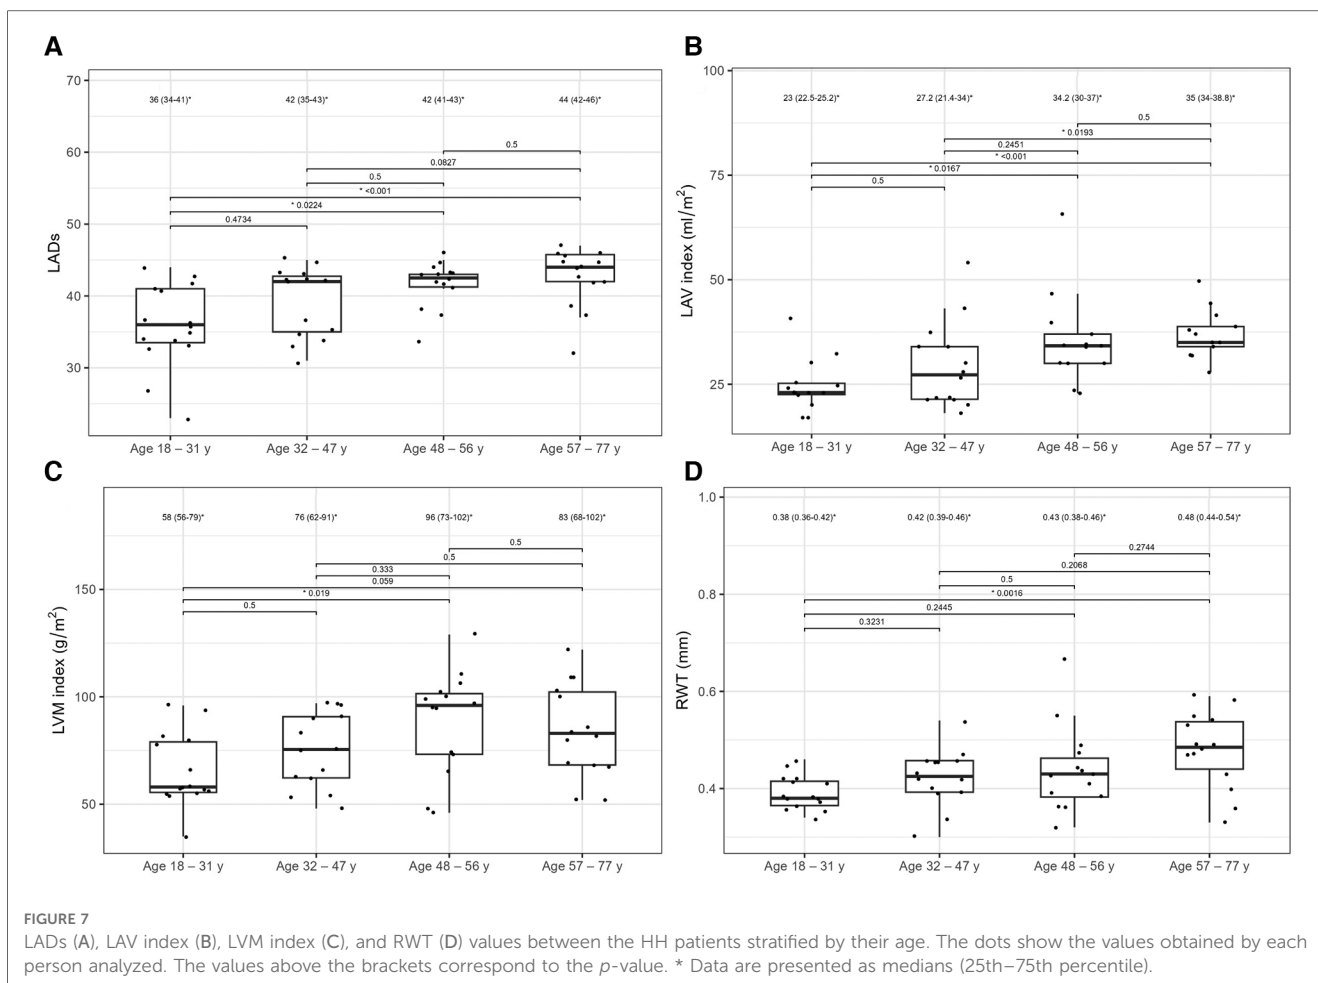 A
LADs
70
60
50
40
30
36 (34-41)*
42 (35-43)*
42 (41-43)*
44 (42-46)*
0.5
0.0827
0.5
* <0.001
* 0.0224
0.4734
Age 18 – 31 y
Age 32 – 47 y
Age 48 – 56 y
Age 57 – 77 y
B
LAV index (ml/m²)
100
75
50
25
23 (22.5-25.2)*
27.2 (21.4-34)*
34.2 (30-37)*
35 (34-38.8)*
0.5
* 0.0193
0.2451
* <0.001
* 0.0167
0.5
Age 18 – 31 y
Age 32 – 47 y
Age 48 – 56 y
Age 57 – 77 y
C
LVM index (g/m²)
150
100
50
58 (56-79)*
76 (62-91)*
96 (73-102)*
83 (68-102)*
0.5
0.5
0.333
0.059
* 0.019
0.5
Age 18 – 31 y
Age 32 – 47 y
Age 48 – 56 y
Age 57 – 77 y
D
RWT (mm)
1.0
0.8
0.6
0.4
0.38 (0.36-0.42)*
0.42 (0.39-0.46)*
0.43 (0.38-0.46)*
0.48 (0.44-0.54)*
0.2744
0.2068
0.5
* 0.0016
0.2445
0.3231
Age 18 – 31 y
Age 32 – 47 y
Age 48 – 56 y
Age 57 – 77 y
FIGURE 7
LADs (A), LAV index (B), LVM index (C), and RWT (D) values between the HH patients stratified by their age. The dots show the values obtained by each
person analyzed. The values above the brackets correspond to the p-value. * Data are presented as medians (25th–75th percentile).